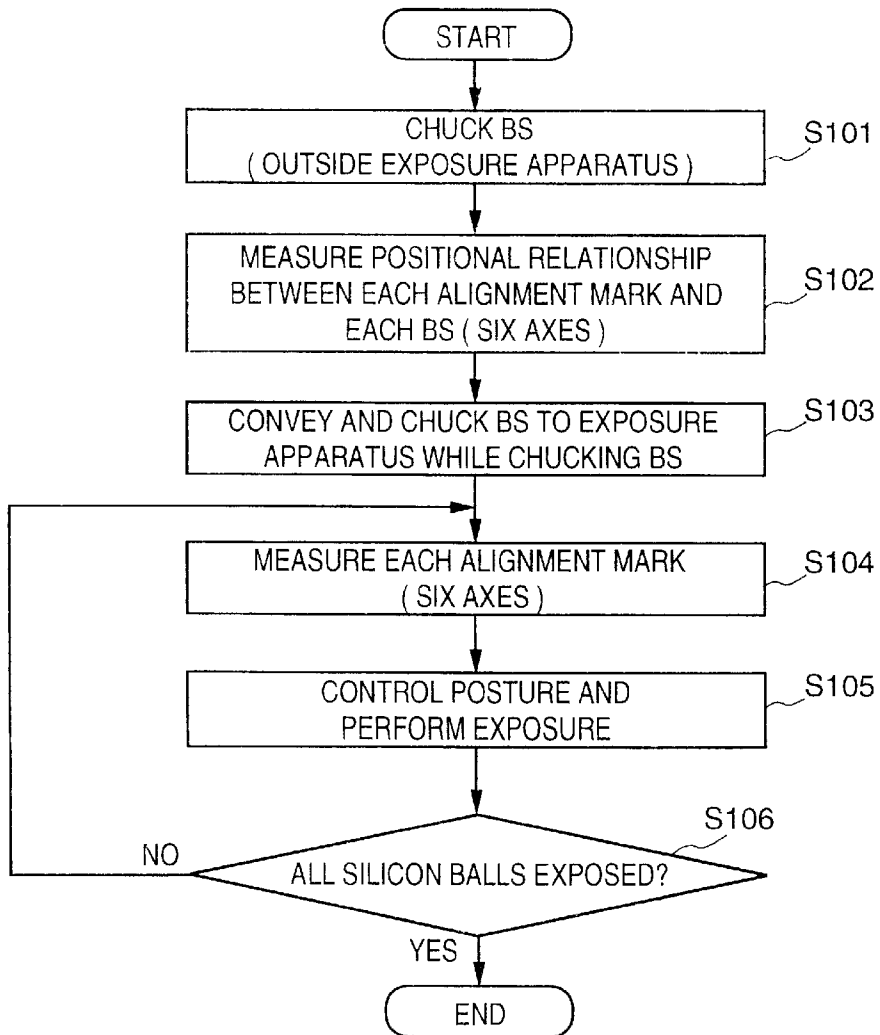 START
CHUCK BS
( OUTSIDE EXPOSURE APPARATUS )
S101
MEASURE POSITIONAL RELATIONSHIP
BETWEEN EACH ALIGNMENT MARK AND
EACH BS ( SIX AXES )
S102
CONVEY AND CHUCK BS TO EXPOSURE
APPARATUS WHILE CHUCKING BS
S103
MEASURE EACH ALIGNMENT MARK
( SIX AXES )
S104
CONTROL POSTURE AND
PERFORM EXPOSURE
S105
S106
NO
ALL SILICON BALLS EXPOSED?
YES
END